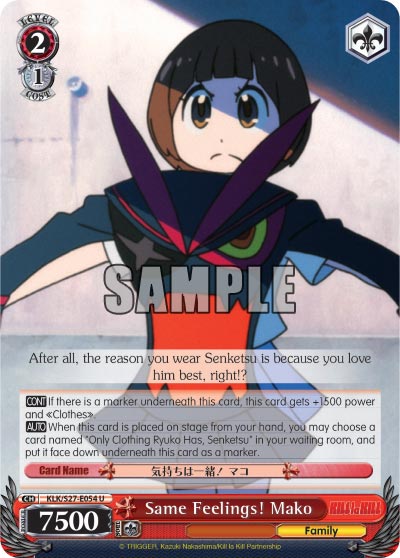 LEVEL
2
1
COST
SAMPLE
After all, the reason you wear Senketsu is because you love
him best, right!?
CONT If there is a marker underneath this card, this card gets +1500 power
and «Clothes».
AUTO When this card is placed on stage from your hand, you may choose a
card named "Only Clothing Ryuko Has, Senketsu" in your waiting room, and
put it face down underneath this card as a marker.
Card Name 気持ちは一緒! マコ
CH KLK/S27-E054 U
POWER 7500 SOUL Same Feelings! Mako KILL la KILL
Family
© TRIGGER, Kazuki Nakashima/Kill la Kill Partnership